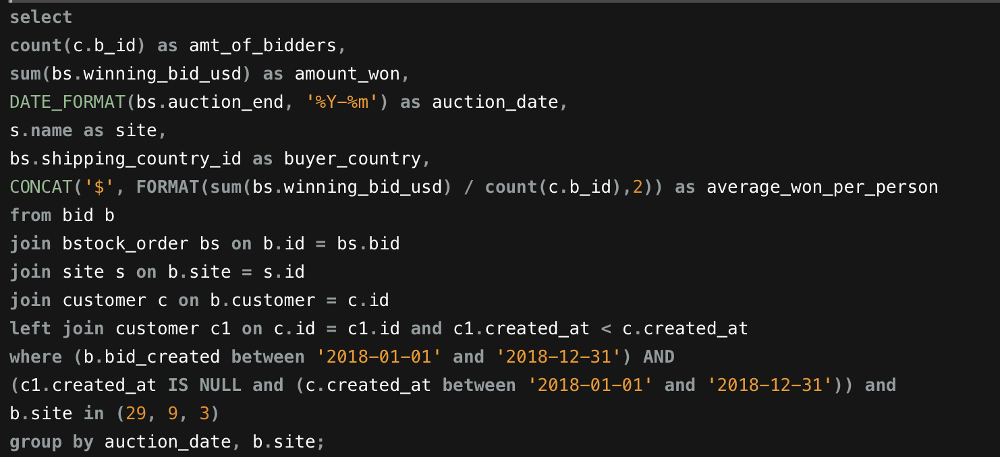 select
count(c.b_id) as amt_of_bidders,
sum(bs.winning_bid_usd) as amount_won,
DATE_FORMAT(bs.auction_end, '%Y-%m') as auction_date,
s.name as site,
bs.shipping_country_id as buyer_country,
CONCAT('$', FORMAT(sum(bs.winning_bid_usd) / count(c.b_id),2)) as average_won_per_person
from bid b
join bstock_order bs on b.id = bs.bid
join site s on b.site = s.id
join customer c on b.customer = c.id
left join customer c1 on c.id = c1.id and c1.created_at < c.created_at
where (b.bid_created between '2018-01-01' and '2018-12-31') AND
(c1.created_at IS NULL and (c.created_at between '2018-01-01' and '2018-12-31')) and
b.site in (29, 9, 3)
group by auction_date, b.site;